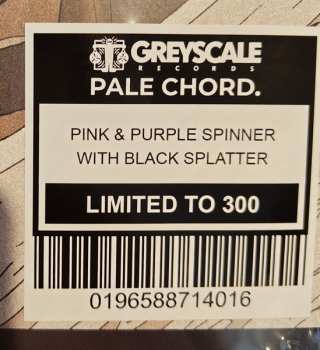 GREYSCALE
RECORDS
PALE CHORD.
PINK & PURPLE SPINNER
WITH BLACK SPLATTER
LIMITED TO 300
0196588714016